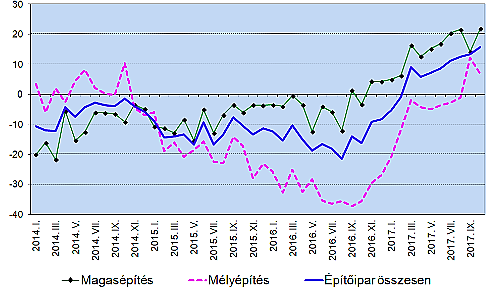 30
20
10
0
-10
-20
-30
-40
2014.I.
2014.III.
2014.V.
2014.VII.
2014.IX.
2014.XI.
2015.I.
2015.III.
2015.V.
2015.VII.
2015.IX.
2015.XI.
2016.I.
2016.III.
2016.V.
2016.VII.
2016.IX.
2016.XI.
2017.I.
2017.III.
2017.V.
2017.VII.
2017.IX.
Magasépítés Mélyépítés Építőipar összesen